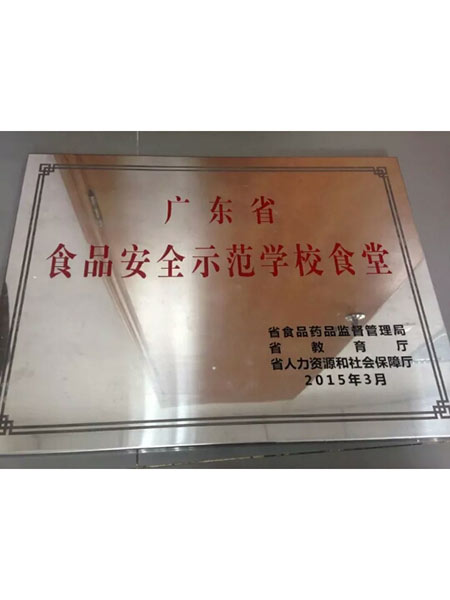 广东省
食品安全示范学校食堂
省食品药品监督管理局
省教育厅
省人力资源和社会保障厅
2015年3月